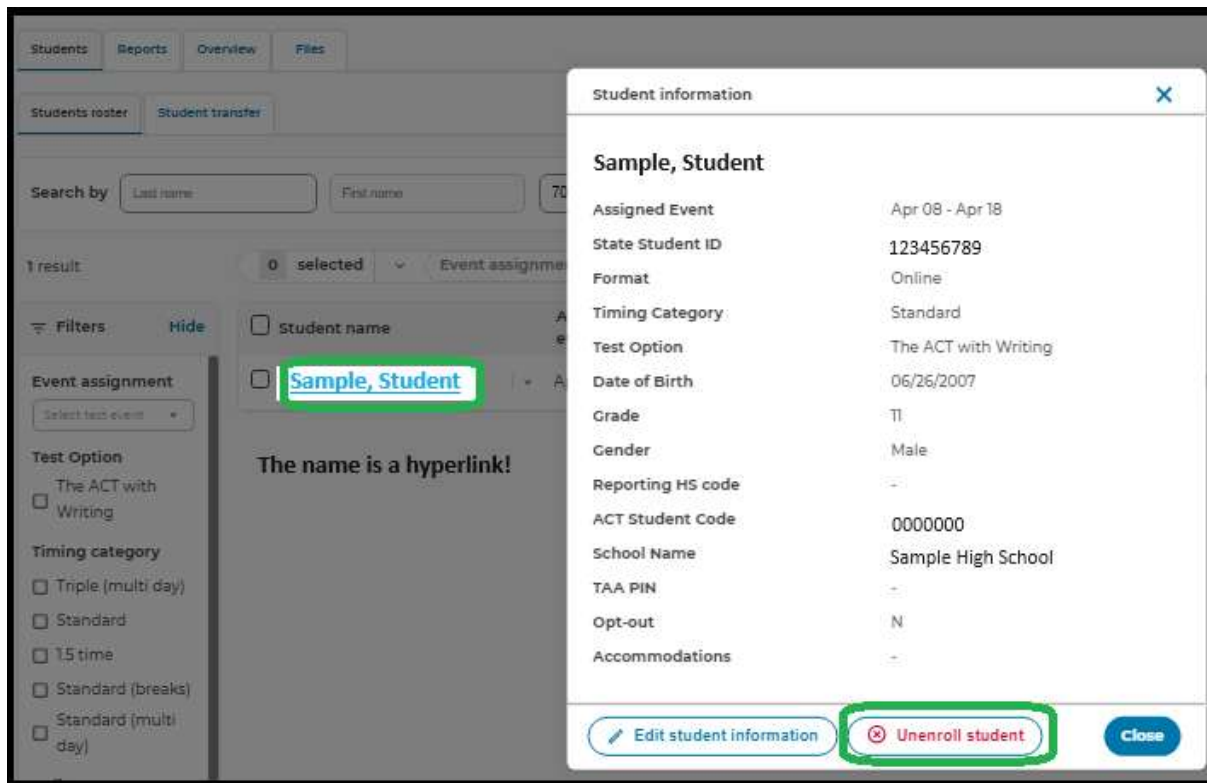 Students Reports Overview Files
Students roster Student transfer
Search by Last name First name 70
1 result 0 selected Event assignme
Filters Hide
Student name A
e
Event assignment
Sample, Student A
Select test event
Test Option
The ACT with
Writing
The name is a hyperlink!
Timing category
Triple (multi day)
Standard
1.5 time
Standard (breaks)
Standard (multi
day)
Student information
Sample, Student
Assigned Event Apr 08 - Apr 18
State Student ID 123456789
Format Online
Timing Category Standard
Test Option The ACT with Writing
Date of Birth 06/26/2007
Grade 11
Gender Male
Reporting HS code -
ACT Student Code 0000000
School Name Sample High School
TAA PIN -
Opt-out N
Accommodations -
Edit student information Unenroll student Close